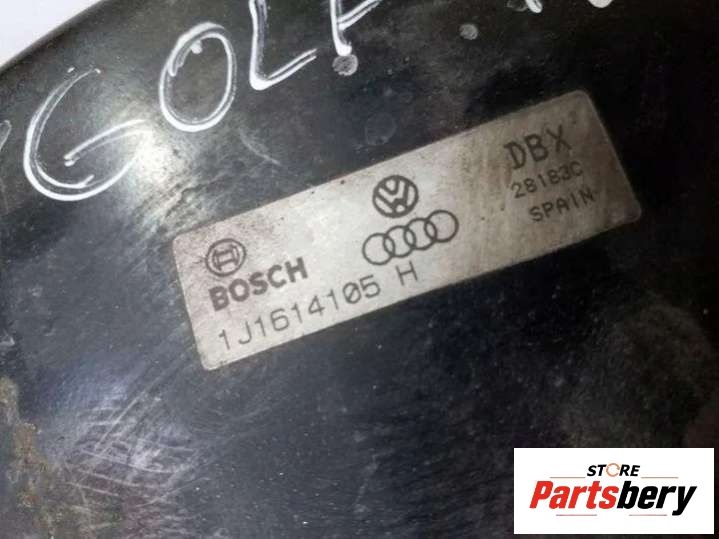 GOLF
DBX
28183C
SPAIN
BOSCH
1J1614105 H
STORE
Partsbery